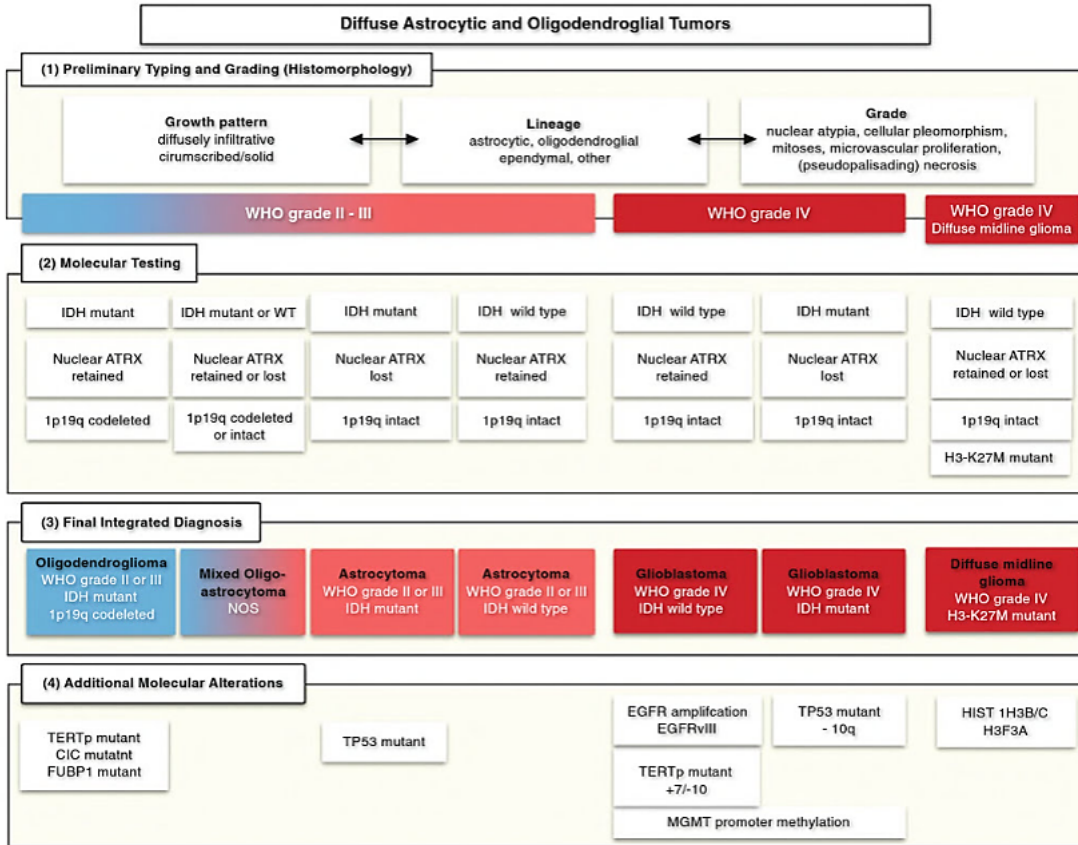 Diffuse Astrocytic and Oligodendroglial Tumors
(1) Preliminary Typing and Grading (Histomorphology)
Growth pattern
diffusely infiltrative
cirumscribed/solid
Lineage
astrocytic, oligodendroglial
ependymal, other
Grade
nuclear atypia, cellular pleomorphism,
mitoses, microvascular proliferation,
(pseudopalisading) necrosis
WHO grade II - III
WHO grade IV
WHO grade IV
Diffuse midline glioma
(2) Molecular Testing
IDH mutant
IDH mutant or WT
IDH mutant
IDH wild type
IDH wild type
IDH mutant
IDH wild type
Nuclear ATRX
retained
Nuclear ATRX
retained or lost
Nuclear ATRX
lost
Nuclear ATRX
retained
Nuclear ATRX
retained
Nuclear ATRX
lost
Nuclear ATRX
retained or lost
1p19q codeleted
1p19q codeleted
or intact
1p19q intact
1p19q intact
1p19q intact
1p19q intact
1p19q intact
H3-K27M mutant
(3) Final Integrated Diagnosis
Oligodendroglioma
WHO grade II or III
IDH mutant
1p19q codeleted
Mixed Oligo-
astrocytoma
NOS
Astrocytoma
WHO grade II or III
IDH mutant
Astrocytoma
WHO grade II or III
IDH wild type
Glioblastoma
WHO grade IV
IDH wild type
Glioblastoma
WHO grade IV
IDH mutant
Diffuse midline
glioma
WHO grade IV
H3-K27M mutant
(4) Additional Molecular Alterations
TERTp mutant
CIC mutatnt
FUBP1 mutant
TP53 mutant
EGFR amplifcation
EGFRvIII
TP53 mutant
- 10q
HIST 1H3B/C
H3F3A
TERTp mutant
+7/-10
MGMT promoter methylation